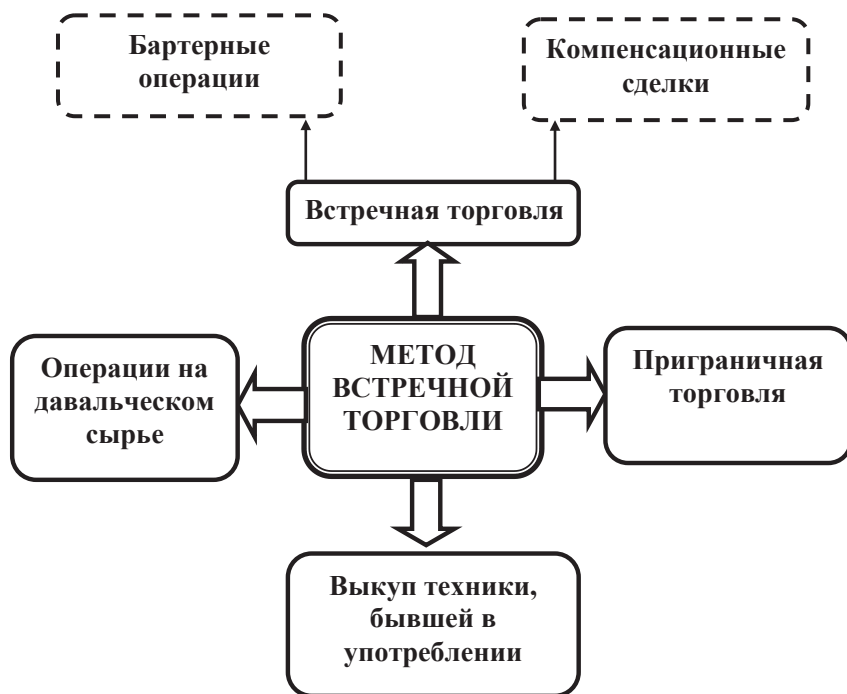 Бартерные
операции
Компенсационные
сделки
Встречная торговля
Операции на
давальческом
сырье
МЕТОД
ВСТРЕЧНОЙ
ТОРГОВЛИ
Приграничная
торговля
Выкуп техники,
бывшей в
употреблении